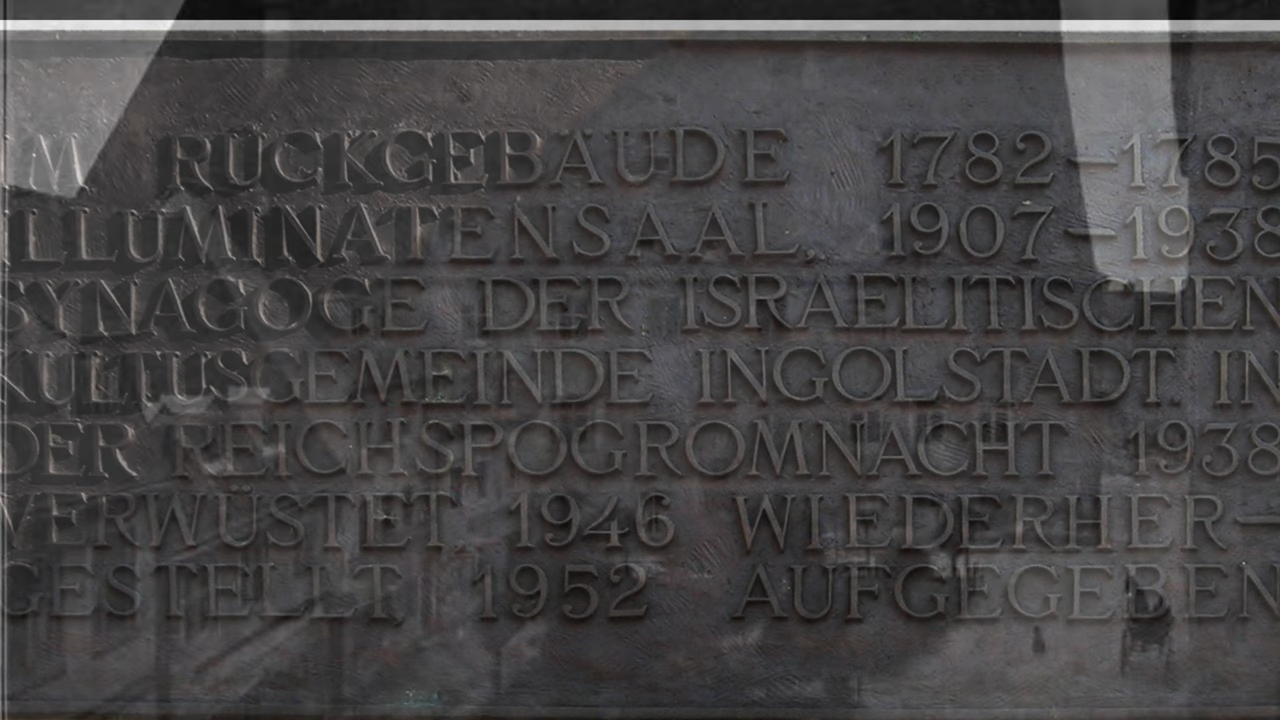 IM RÜCKGEBÄUDE 1782–1785
ILLUMINATENSAAL, 1907–1938
SYNAGOGE DER ISRAELITISCHEN
KULTUSGEMEINDE INGOLSTADT. IN
DER REICHSPOGROMNACHT 1938
VERWÜSTET, 1946 WIEDERHER–
GESTELLT, 1952 AUFGEGEBEN